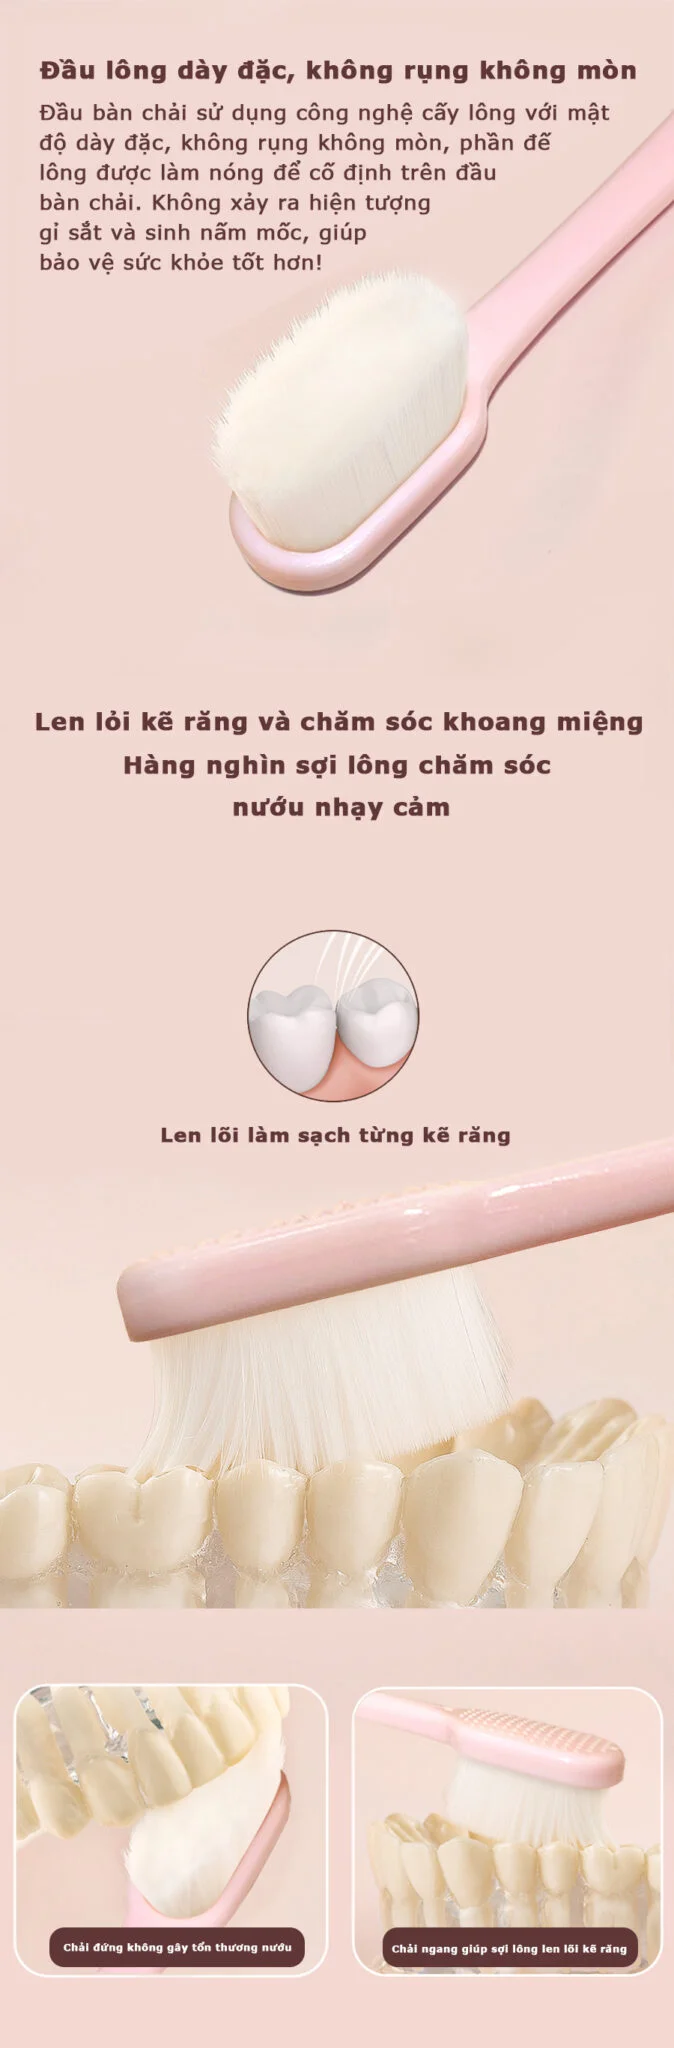 Đầu lông dày đặc, không rụng không mòn
Đầu bàn chải sử dụng công nghệ cấy lông với mật
độ dày đặc, không rụng không mòn, phần đế
lông được làm nóng để cố định trên đầu
bàn chải. Không xảy ra hiện tượng
gỉ sắt và sinh nấm mốc, giúp
bảo vệ sức khỏe tốt hơn!
Len lỏi kẽ răng và chăm sóc khoang miệng
Hàng nghìn sợi lông chăm sóc
nướu nhạy cảm
Len lõi làm sạch từng kẽ răng
Chải đứng không gây tổn thương nướu
Chải ngang giúp sợi lông len lõi kẽ răng